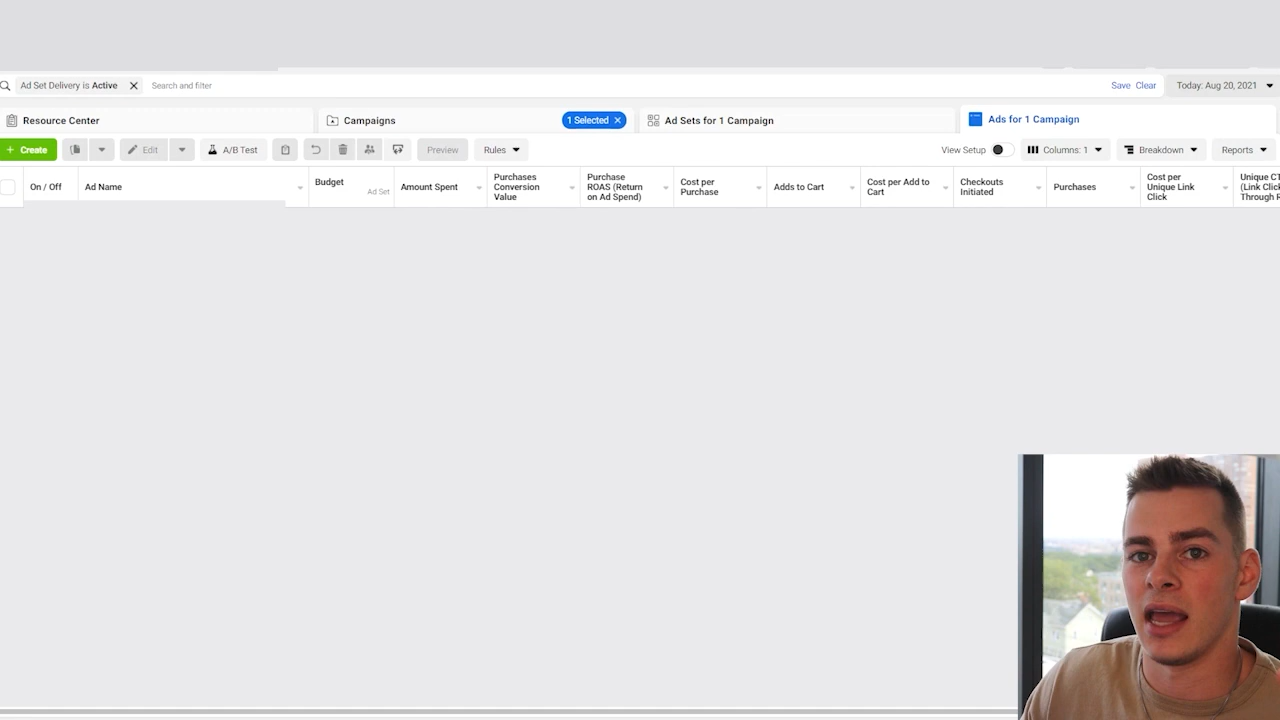 Ad Set Delivery is Active
Search and filter
Save Clear
Today: Aug 20, 2021
Resource Center
Campaigns
1 Selected
Ad Sets for 1 Campaign
Ads for 1 Campaign
+ Create
Edit
A/B Test
Preview
Rules
View Setup
Columns: 1
Breakdown
Reports
On / Off
Ad Name
Budget
Ad Set
Amount Spent
Purchases
Conversion
Value
Purchase
ROAS (Return
on Ad Spend)
Cost per
Purchase
Adds to Cart
Cost per Add to
Cart
Checkouts
Initiated
Purchases
Cost per
Unique Link
Click
Unique
(Link
Through